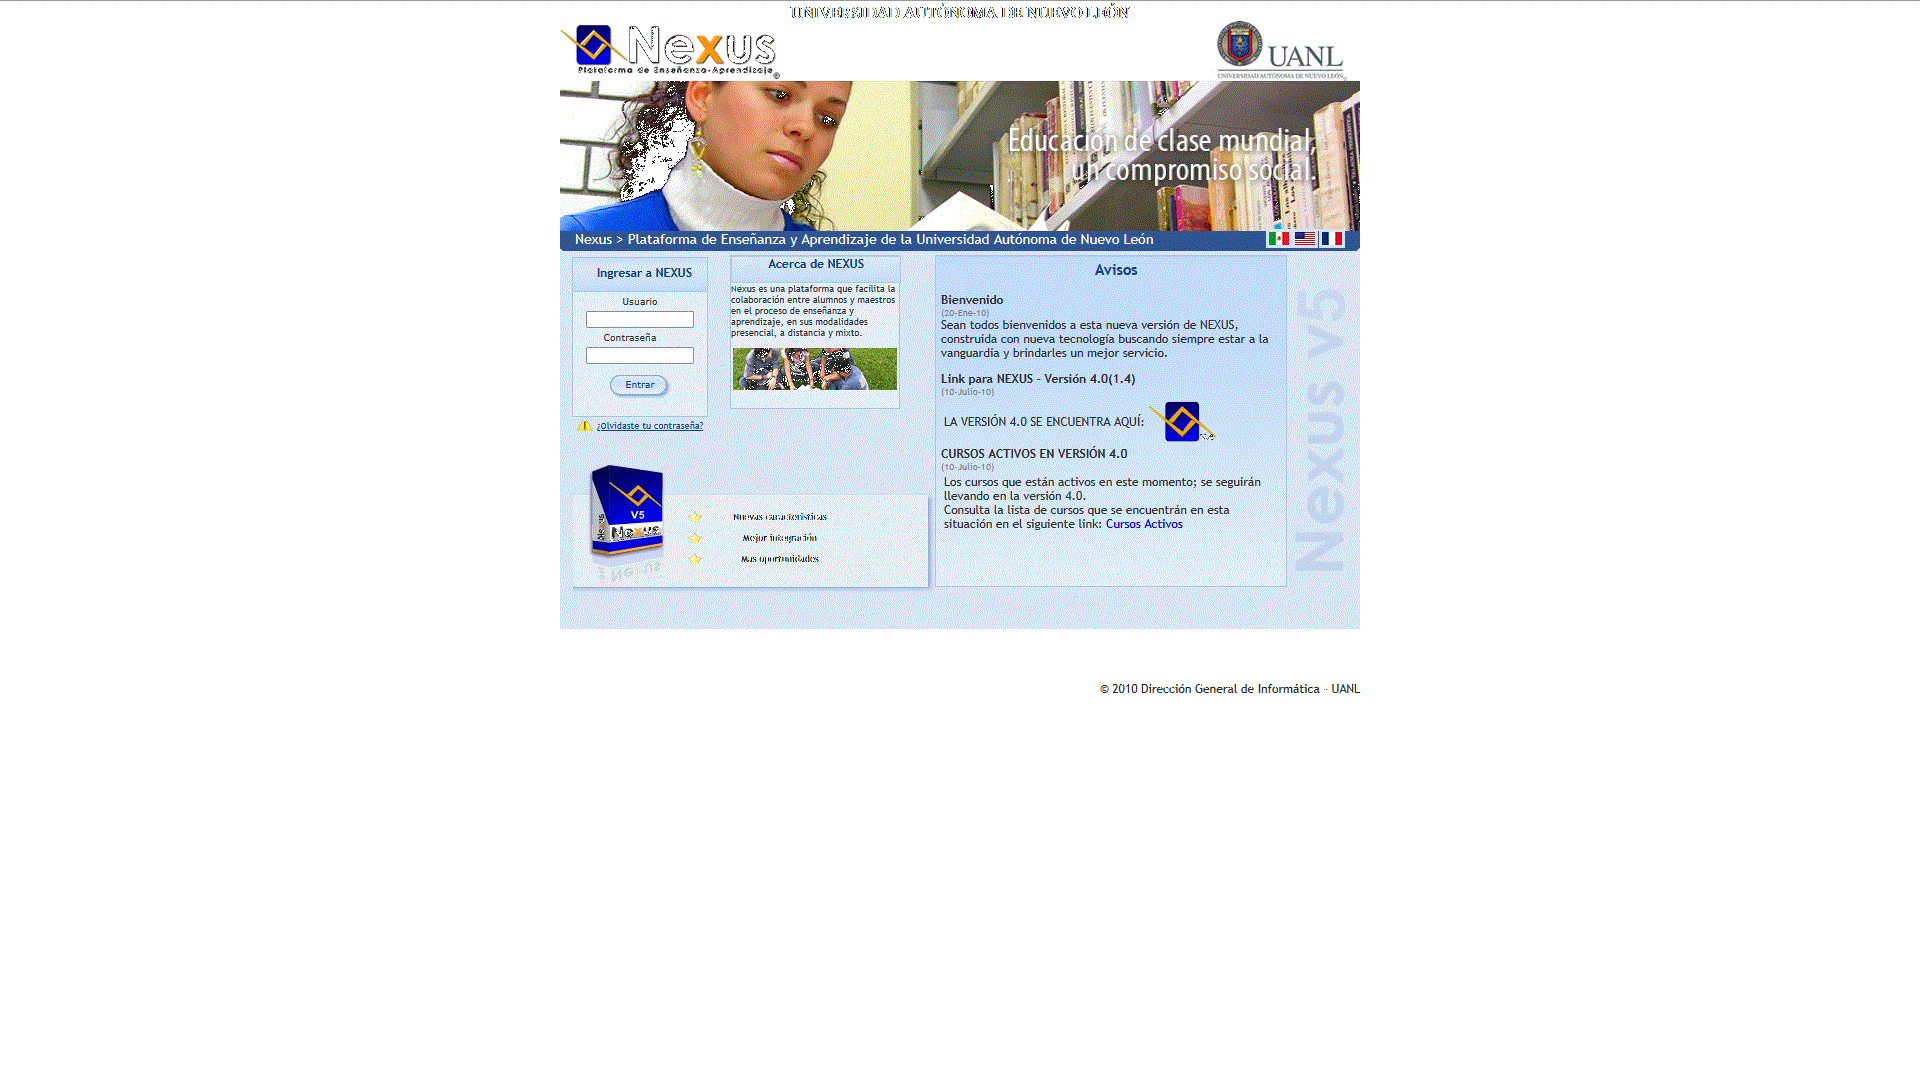 UNIVERSIDAD AUTÓNOMA DE NUEVO LEÓN
Nexus
Plataforma de Enseñanza-Aprendizaje®
UANL
UNIVERSIDAD AUTÓNOMA DE NUEVO LEÓN
Educación de clase mundial,
un compromiso social.
Nexus > Plataforma de Enseñanza y Aprendizaje de la Universidad Autónoma de Nuevo León
Ingresar a NEXUS
Usuario
Contraseña
Entrar
¿Olvidaste tu contraseña?
Acerca de NEXUS
Nexus es una plataforma que facilita la
colaboración entre alumnos y maestros
en el proceso de enseñanza y
aprendizaje, en sus modalidades
presencial, a distancia y mixto.
V5
Nexus
Nexus
Nuevas características
Mejor integración
Mas oportunidades
Avisos
Bienvenido
(20-Ene-10)
Sean todos bienvenidos a esta nueva versión de NEXUS,
construida con nueva tecnología buscando siempre estar a la
vanguardia y brindarles un mejor servicio.
Link para NEXUS - Versión 4.0(1.4)
(10-Julio-10)
LA VERSIÓN 4.0 SE ENCUENTRA AQUÍ:
CURSOS ACTIVOS EN VERSIÓN 4.0
(10-Julio-10)
Los cursos que están activos en este momento; se seguirán
llevando en la versión 4.0.
Consulta la lista de cursos que se encuentrán en esta
situación en el siguiente link: Cursos Activos
Nexus v5
© 2010 Dirección General de Informática - UANL